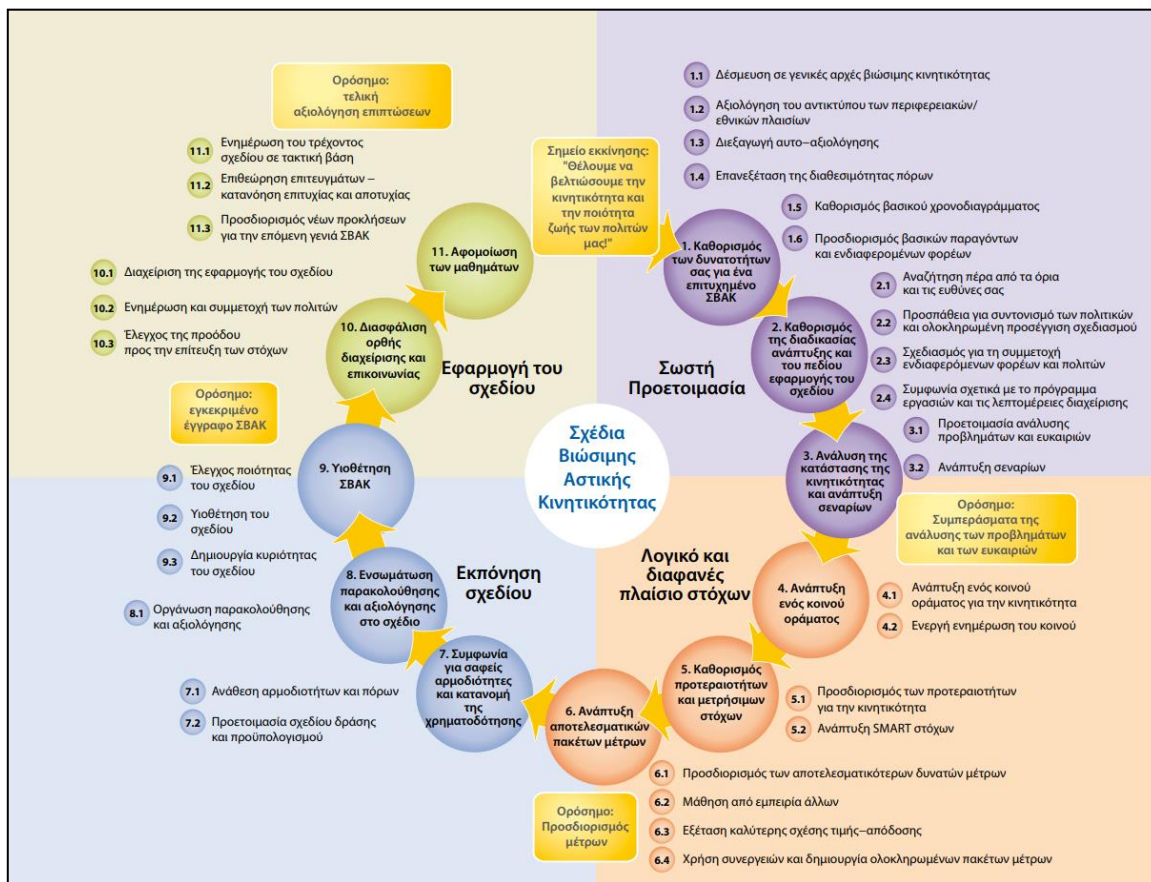 Ορόσημο:
τελική
αξιολόγηση επιπτώσεων
11.1 Ενημέρωση του τρέχοντος
σχεδίου σε τακτική βάση
11.2 Επιθεώρηση επιτευγμάτων –
κατανόηση επιτυχίας και αποτυχίας
11.3 Προσδιορισμός νέων προκλήσεων
για την επόμενη γενιά ΣΒΑΚ
10.1 Διαχείριση της εφαρμογής του σχεδίου
10.2 Ενημέρωση και συμμετοχή των πολιτών
10.3 Έλεγχος της προόδου
προς την επίτευξη των στόχων
11. Αφομοίωση
των μαθημάτων
10. Διασφάλιση
ορθής
διαχείρισης και
επικοινωνίας
Εφαρμογή του
σχεδίου
Σημείο εκκίνησης:
"Θέλουμε να
βελτιώσουμε την
κινητικότητα και
την ποιότητα
ζωής των πολιτών
μας!"
1.1 Δέσμευση σε γενικές αρχές βιώσιμης κινητικότητας
1.2 Αξιολόγηση του αντικτύπου των περιφερειακών/
εθνικών πλαισίων
1.3 Διεξαγωγή αυτο–αξιολόγησης
1.4 Επανεξέταση της διαθεσιμότητας πόρων
1.5 Καθορισμός βασικού χρονοδιαγράμματος
1.6 Προσδιορισμός βασικών παραγόντων
και ενδιαφερομένων φορέων
1. Καθορισμός
των δυνατοτήτων
σας για ένα
επιτυχημένο
ΣΒΑΚ
2.1 Αναζήτηση πέρα από τα όρια
και τις ευθύνες σας
2.2 Προσπάθεια για συντονισμό των πολιτικών
και ολοκληρωμένη προσέγγιση σχεδιασμού
2.3 Σχεδιασμός για τη συμμετοχή
ενδιαφερόμενων φορέων και πολιτών
2.4 Συμφωνία σχετικά με το πρόγραμμα
εργασιών και τις λεπτομέρειες διαχείρισης
2. Καθορισμός
της διαδικασίας
ανάπτυξης και
του πεδίου
εφαρμογής του
σχεδίου
Σωστή
Προετοιμασία
3.1 Προετοιμασία ανάλυσης
προβλημάτων και ευκαιριών
3.2 Ανάπτυξη σεναρίων
3. Ανάλυση της
κατάστασης της
κινητικότητας
και ανάπτυξη
σεναρίων
Σχέδια
Βιώσιμης
Αστικής
Κινητικότητας
Ορόσημο:
Συμπεράσματα της
ανάλυσης των προβλημάτων
και των ευκαιριών
Λογικό και
διαφανές
πλαίσιο στόχων
4. Ανάπτυξη
ενός κοινού
οράματος
4.1 Ανάπτυξη ενός κοινού
οράματος για την κινητικότητα
4.2 Ενεργή ενημέρωση του κοινού
5. Καθορισμός
προτεραιοτήτων
και μετρήσιμων
στόχων
5.1 Προσδιορισμός των προτεραιοτήτων
για την κινητικότητα
5.2 Ανάπτυξη SMART στόχων
6. Ανάπτυξη
αποτελεσματικών
πακέτων μέτρων
6.1 Προσδιορισμός των αποτελεσματικότερων δυνατών μέτρων
6.2 Μάθηση από εμπειρία άλλων
6.3 Εξέταση καλύτερης σχέσης τιμής–απόδοσης
6.4 Χρήση συνεργειών και δημιουργία ολοκληρωμένων πακέτων μέτρων
Ορόσημο:
Προσδιορισμός
μέτρων
Εκπόνηση
σχεδίου
7. Συμφωνία
για σαφείς
αρμοδιότητες
και κατανομή
της
χρηματοδότησης
7.1 Ανάθεση αρμοδιοτήτων και πόρων
7.2 Προετοιμασία σχεδίου δράσης
και προϋπολογισμού
8. Ενσωμάτωση
παρακολούθησης
και αξιολόγησης
στο σχέδιο
8.1 Οργάνωση παρακολούθησης
και αξιολόγησης
9. Υιοθέτηση
ΣΒΑΚ
9.1 Έλεγχος ποιότητας
του σχεδίου
9.2 Υιοθέτηση του
σχεδίου
9.3 Δημιουργία κυριότητας
του σχεδίου
Ορόσημο:
εγκεκριμένο
έγγραφο ΣΒΑΚ